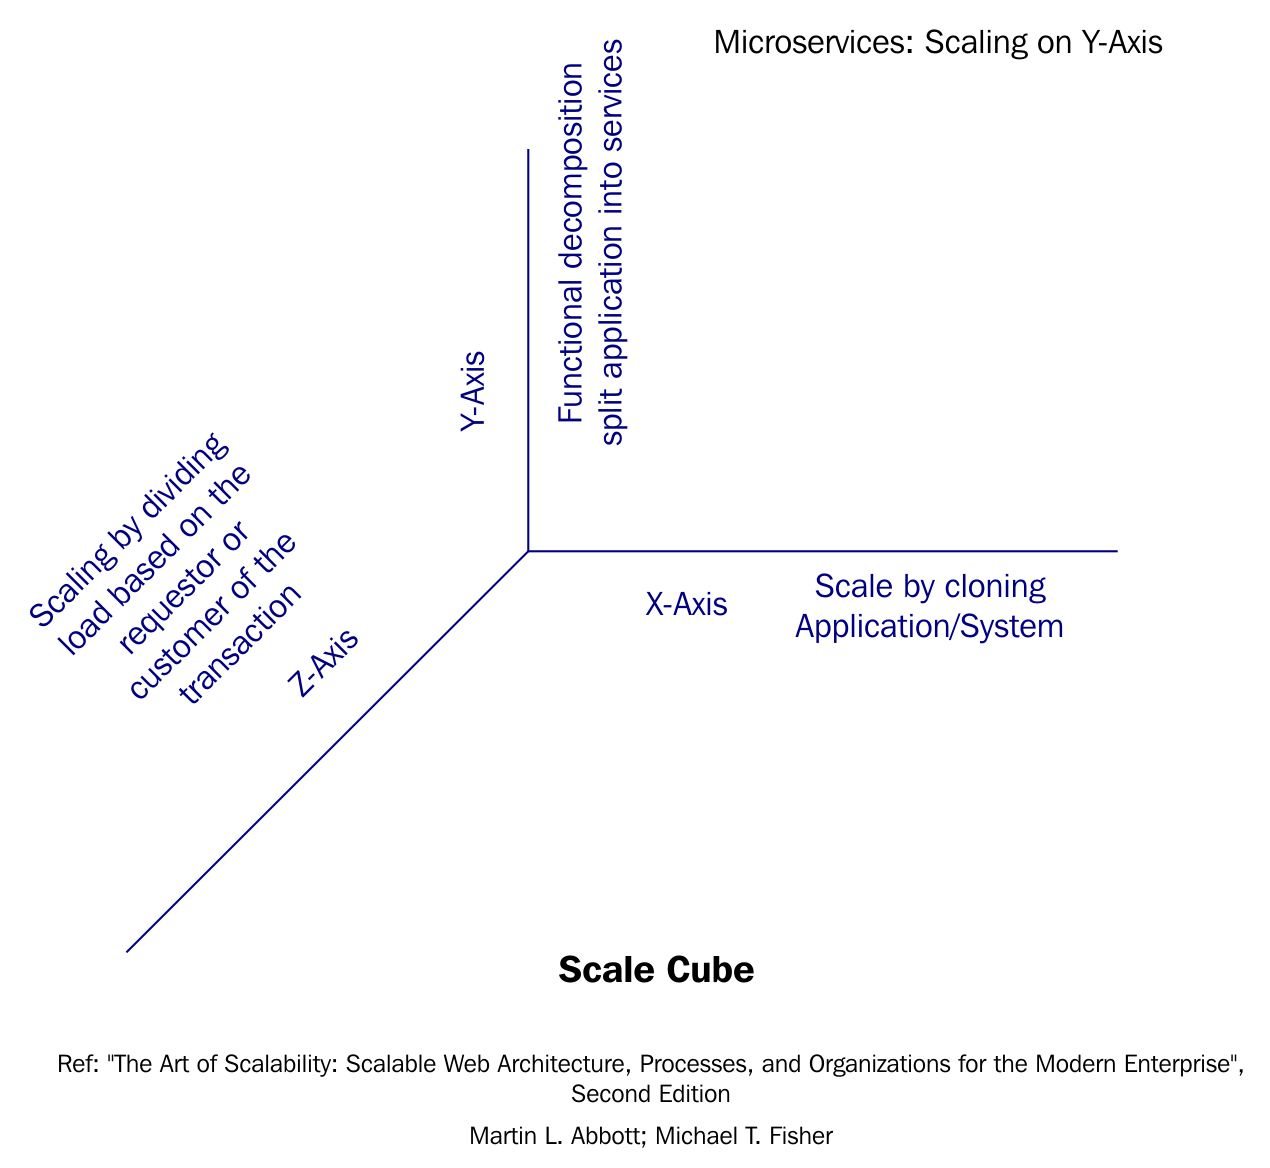 Microservices: Scaling on Y-Axis
Functional decomposition
split application into services
Y-Axis
Scaling by dividing
load based on the
requestor or
customer of the
transaction
Z-Axis
X-Axis
Scale by cloning
Application/System
Scale Cube
Ref: "The Art of Scalability: Scalable Web Architecture, Processes, and Organizations for the Modern Enterprise",
Second Edition
Martin L. Abbott; Michael T. Fisher